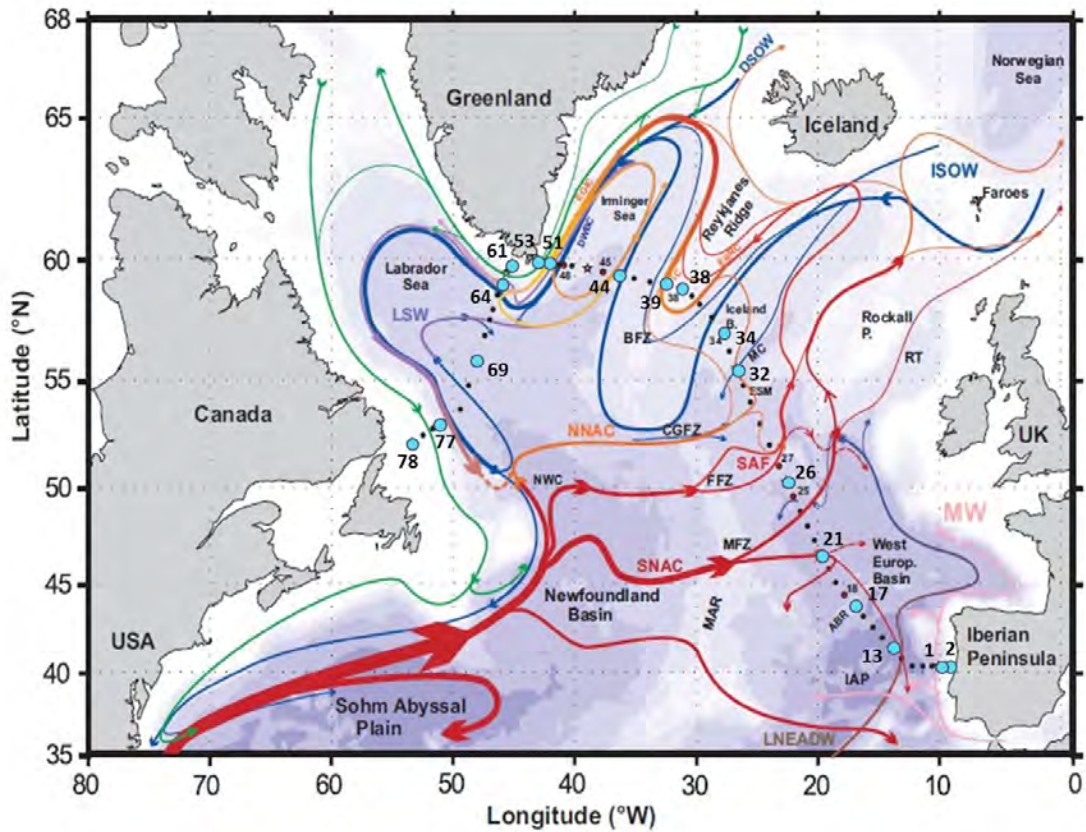 68
65
60
55
50
45
40
35
Latitude (°N)
80
70
60
50
40
30
20
10
0
Longitude (°W)
Greenland
Iceland
Norwegian
Sea
DSOW
ISOW
Faroes
EGC
Irminger
Sea
DWBC
Reykjanes
Ridge
Labrador
Sea
LSW
61
53
51
48
45
44
64
39
38
38
Iceland
B.
34
34
MC
32
ESM
BFZ
Rockall
P.
RT
69
Canada
77
78
NNAC
CGFZ
UK
NWC
SAF
FFZ
27
26
25
MW
SNAC
MFZ
21
West
Europ.
Basin
Newfoundland
Basin
MAR
18
17
ABR
13
1
2
Iberian
Peninsula
IAP
USA
Sohm Abyssal
Plain
LNEADW